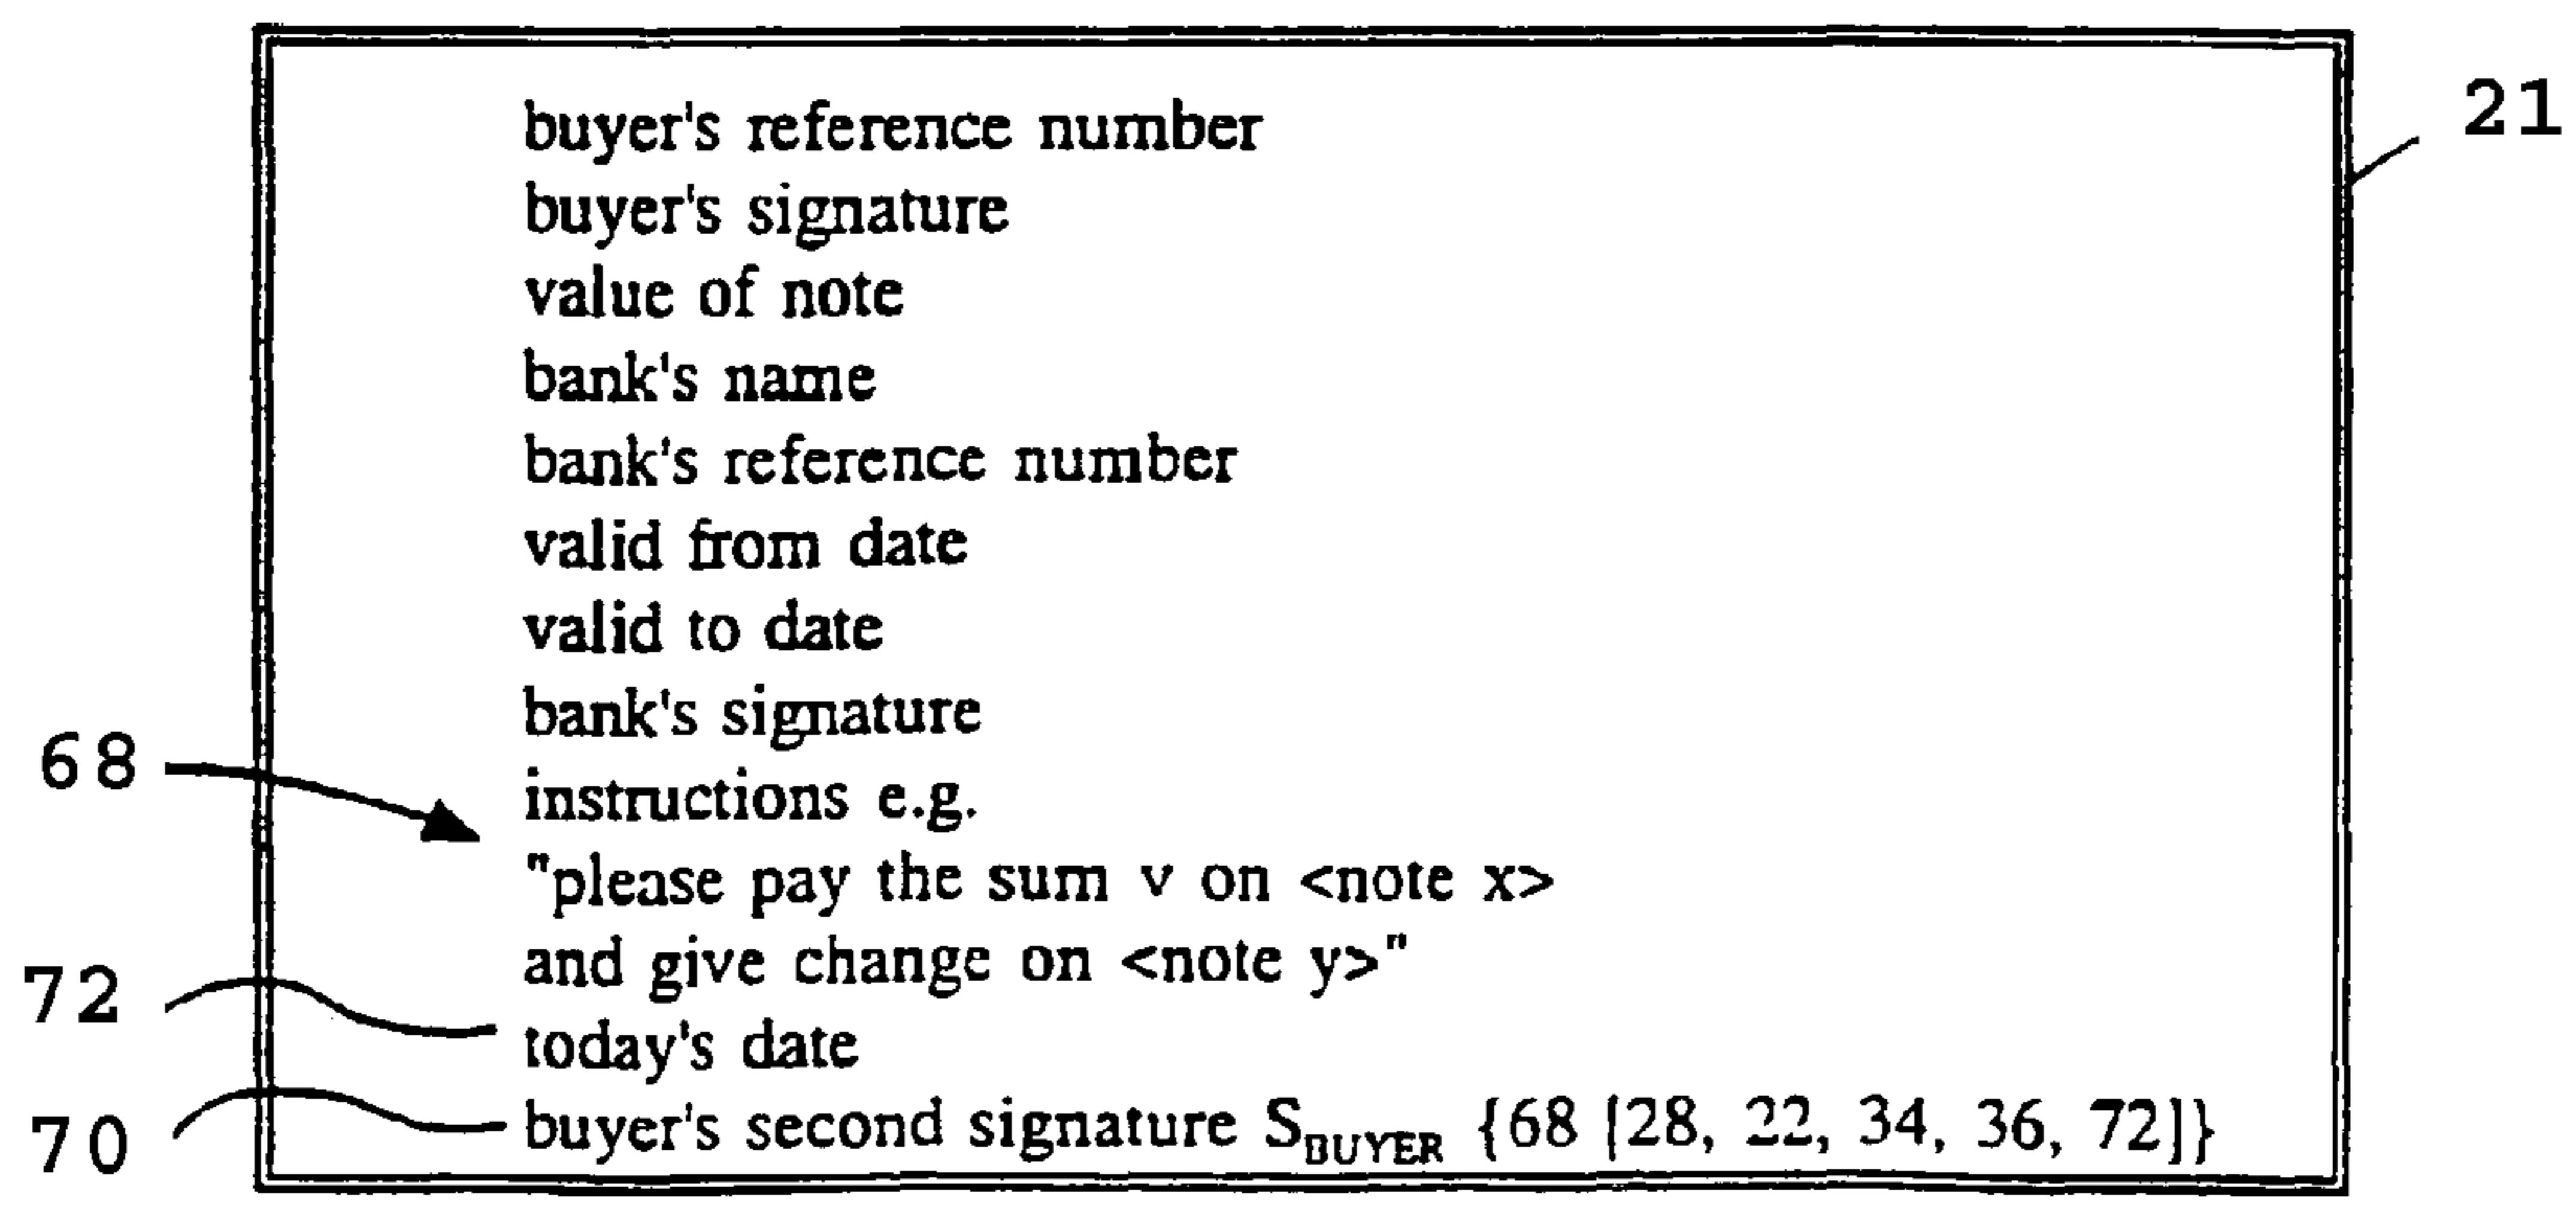 buyer's reference number
21
buyer's signature
value of note
bank's name
bank's reference number
valid from date
valid to date
bank's signature
68
instructions e.g.
"please pay the sum v on <note x>
and give change on <note y>"
72
today's date
70
buyer's second signature S_BUYER {68 [28, 22, 34, 36, 72]}